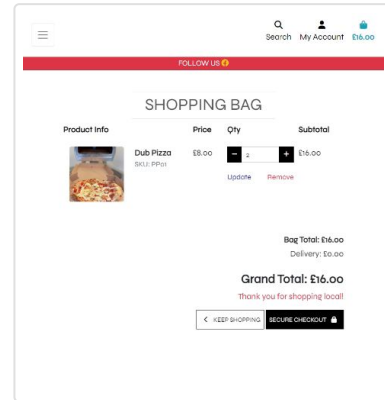 Search My Account £16.00
FOLLOW US
SHOPPING BAG
Product Info Price Qty Subtotal
Dub Pizza £8.00 - 2 + £16.00
SKU: PP01
Update Remove
Bag Total: £16.00
Delivery: £0.00
Grand Total: £16.00
Thank you for shopping local!
< KEEP SHOPPING SECURE CHECKOUT